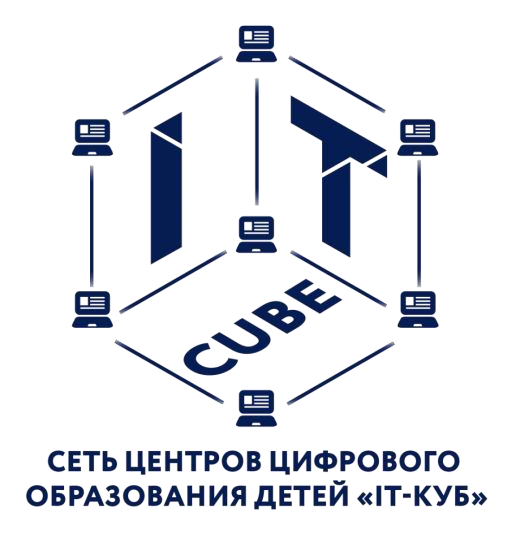 IT
CUBE
СЕТЬ ЦЕНТРОВ ЦИФРОВОГО
ОБРАЗОВАНИЯ ДЕТЕЙ «IT-КУБ»